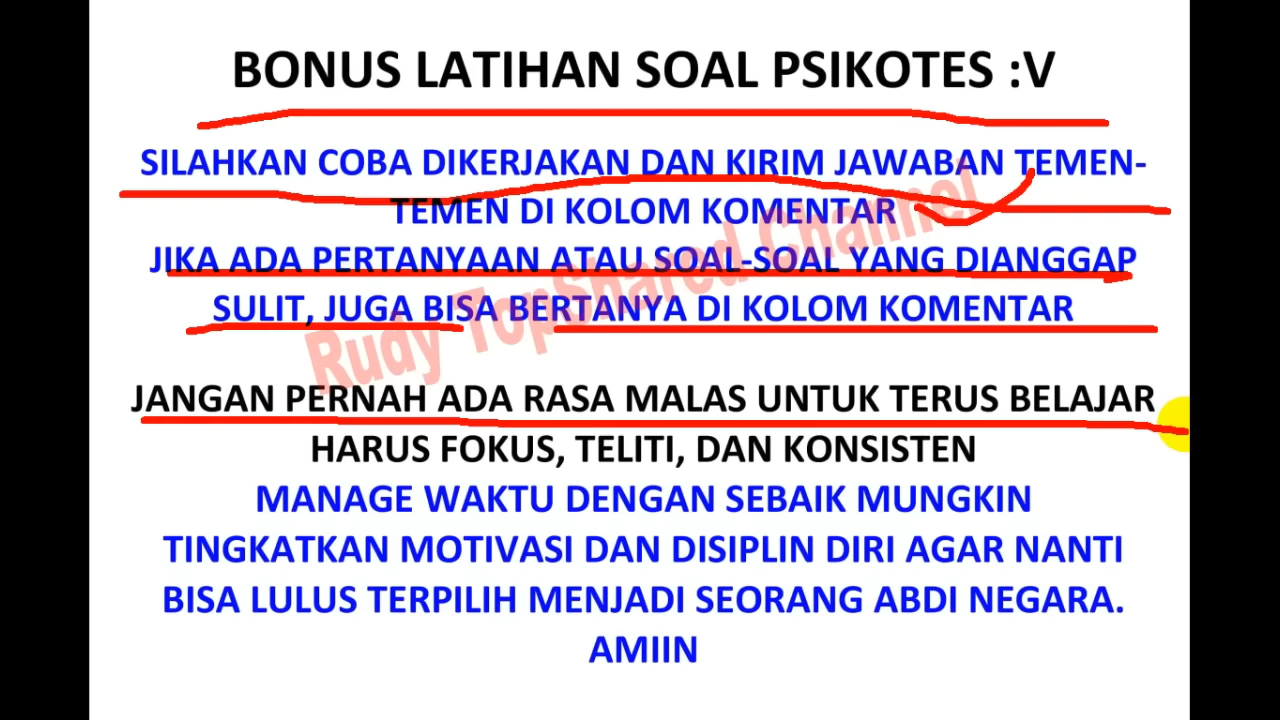 BONUS LATIHAN SOAL PSIKOTES :V
SILAHKAN COBA DIKERJAKAN DAN KIRIM JAWABAN TEMEN-
TEMEN DI KOLOM KOMENTAR
JIKA ADA PERTANYAAN ATAU SOAL-SOAL YANG DIANGGAP
SULIT, JUGA BISA BERTANYA DI KOLOM KOMENTAR
Rudy TopShared Channel
JANGAN PERNAH ADA RASA MALAS UNTUK TERUS BELAJAR
HARUS FOKUS, TELITI, DAN KONSISTEN
MANAGE WAKTU DENGAN SEBAIK MUNGKIN
TINGKATKAN MOTIVASI DAN DISIPLIN DIRI AGAR NANTI
BISA LULUS TERPILIH MENJADI SEORANG ABDI NEGARA.
AMIIN